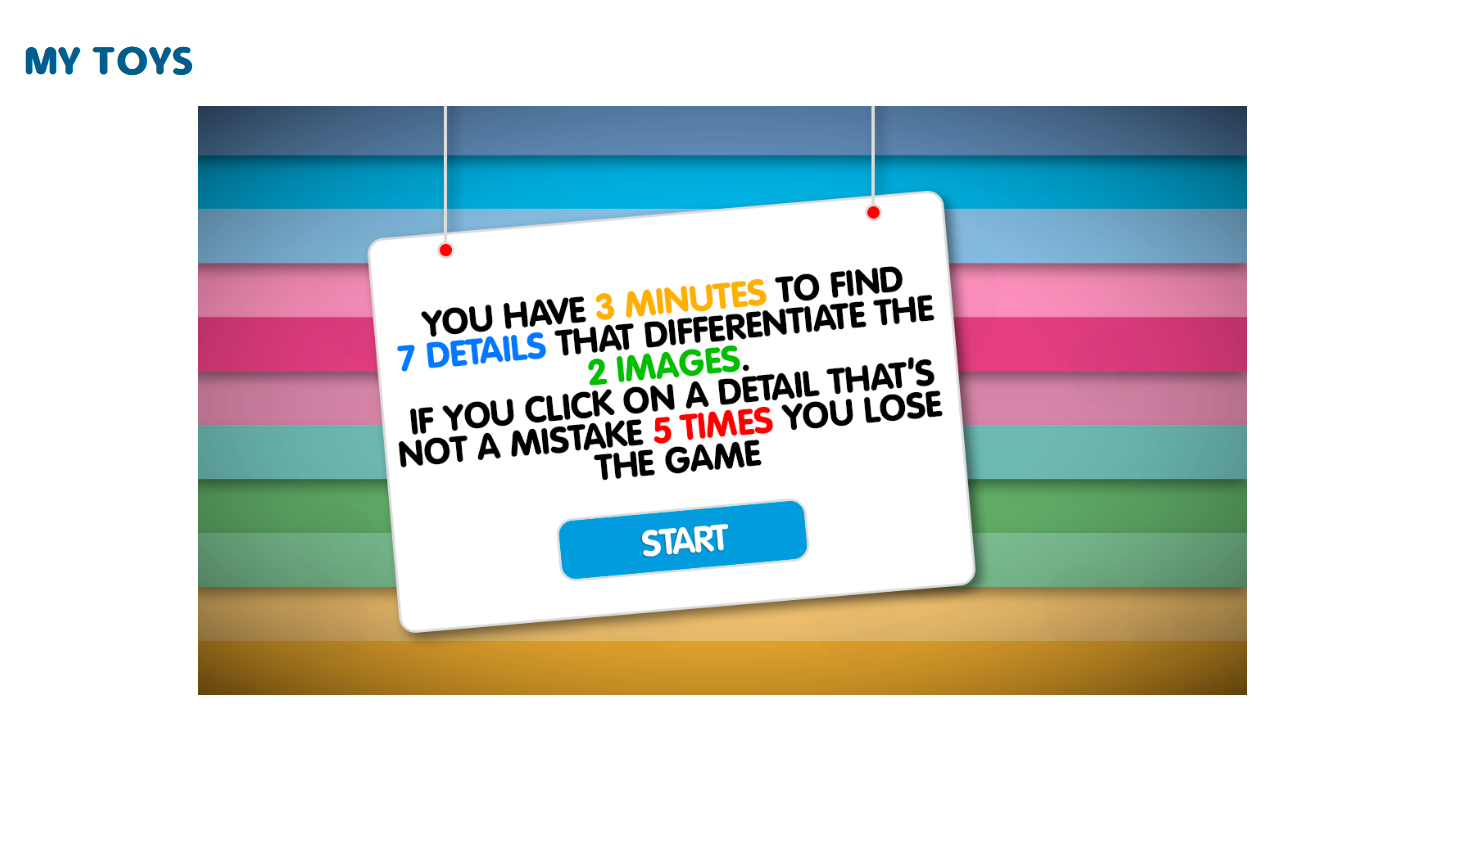 MY TOYS
YOU HAVE 3 MINUTES TO FIND
7 DETAILS THAT DIFFERENTIATE THE
2 IMAGES.
IF YOU CLICK ON A DETAIL THAT'S
NOT A MISTAKE 5 TIMES YOU LOSE
THE GAME
START